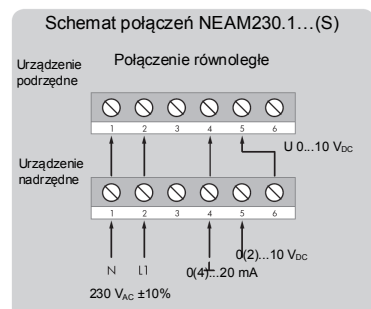 Schemat połączeń NEAM230.1...(S)
Połączenie równoległe
Urządzenie
podrzędne
1 2 3 4 5 6
U 0...10 VDC
Urządzenie
nadrzędne
1 2 3 4 5 6
N L1
0(4)...20 mA
0(2)...10 VDC
230 VAC ±10%